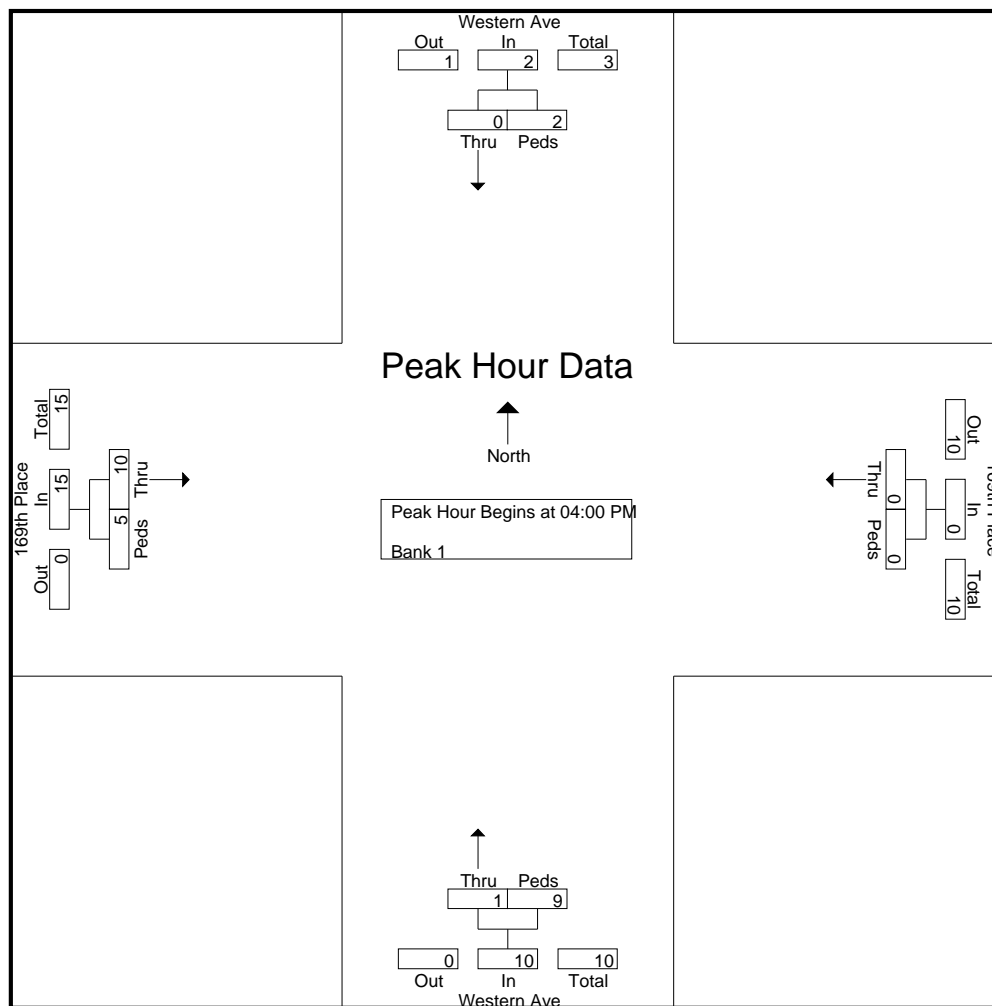 Western Ave
Out In Total
1 2 3
0 2
Thru Peds
Peak Hour Data
North
Peak Hour Begins at 04:00 PM
Bank 1
169th Place
Total In Out
15 15 0
10 5
Thru Peds
Place
Out In Total
10 0 10
Thru Peds
0 0
Thru Peds
1 9
0 10 10
Out In Total
Western Ave